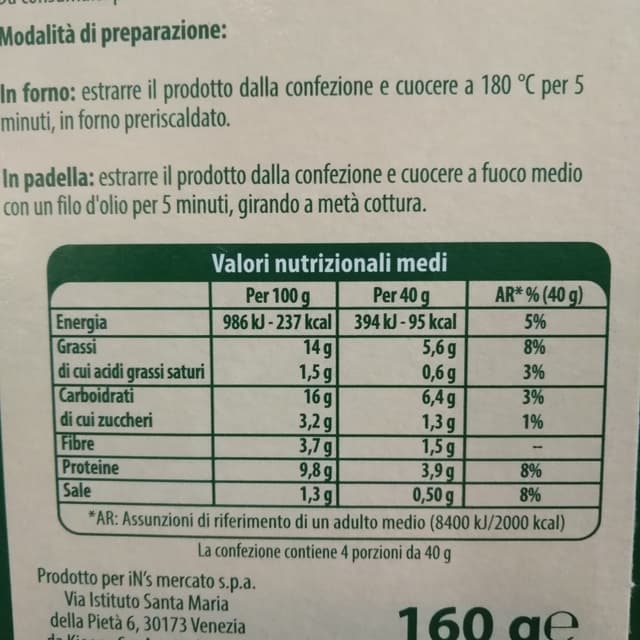 Modalità di preparazione:
In forno: estrarre il prodotto dalla confezione e cuocere a 180 °C per 5
minuti, in forno preriscaldato.
In padella: estrarre il prodotto dalla confezione e cuocere a fuoco medio
con un filo d'olio per 5 minuti, girando a metà cottura.
Valori nutrizionali medi
Per 100 g Per 40 g AR* % (40 g)
Energia 986 kJ - 237 kcal 394 kJ - 95 kcal 5%
Grassi 14 g 5,6 g 8%
di cui acidi grassi saturi 1,5 g 0,6 g 3%
Carboidrati 16 g 6,4 g 3%
di cui zuccheri 3,2 g 1,3 g 1%
Fibre 3,7 g 1,5 g --
Proteine 9,8 g 3,9 g 8%
Sale 1,3 g 0,50 g 8%
*AR: Assunzioni di riferimento di un adulto medio (8400 kJ/2000 kcal)
La confezione contiene 4 porzioni da 40 g
Prodotto per iN's mercato s.p.a.
Via Istituto Santa Maria
della Pietà 6, 30173 Venezia
160 g e